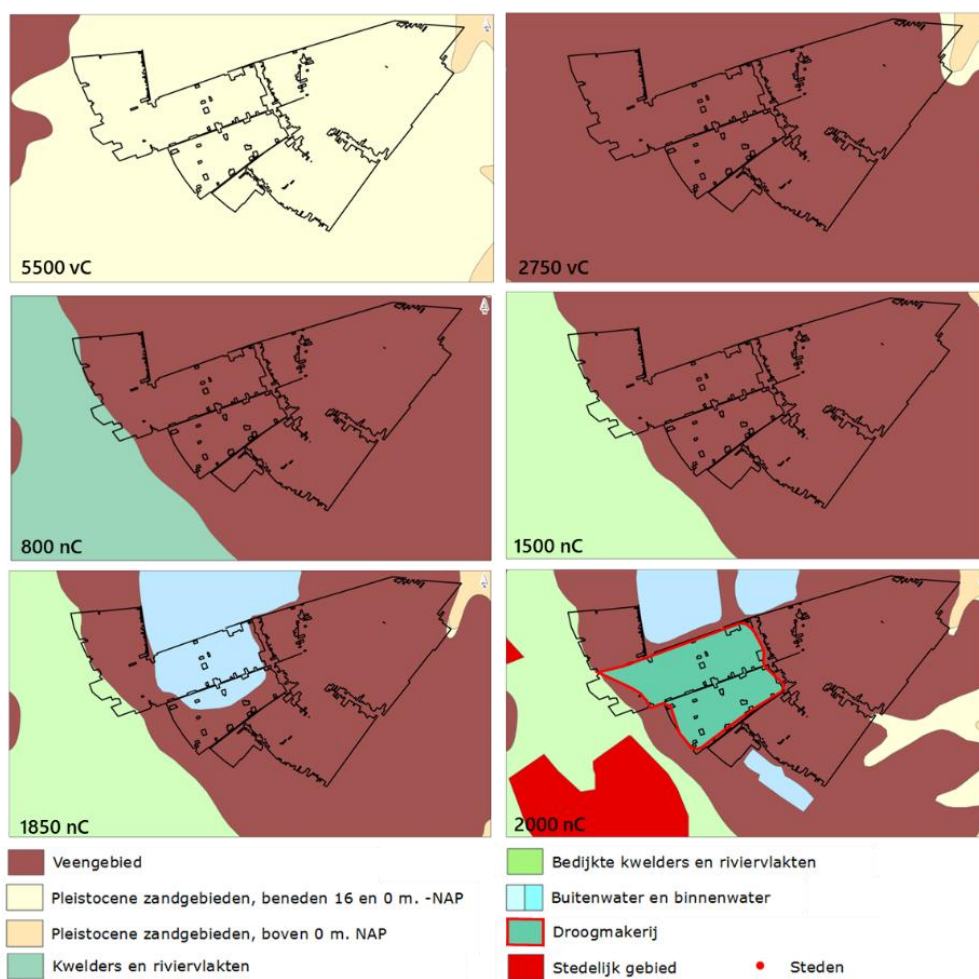 5500 vC
2750 vC
800 nC
1500 nC
1850 nC
2000 nC
Veengebied
Pleistocene zandgebieden, beneden 16 en 0 m. -NAP
Pleistocene zandgebieden, boven 0 m. NAP
Kwelders en riviervlakten
Bedijkte kwelders en riviervlakten
Buitenwater en binnenwater
Droogmakerij
Stedelijk gebied
Steden